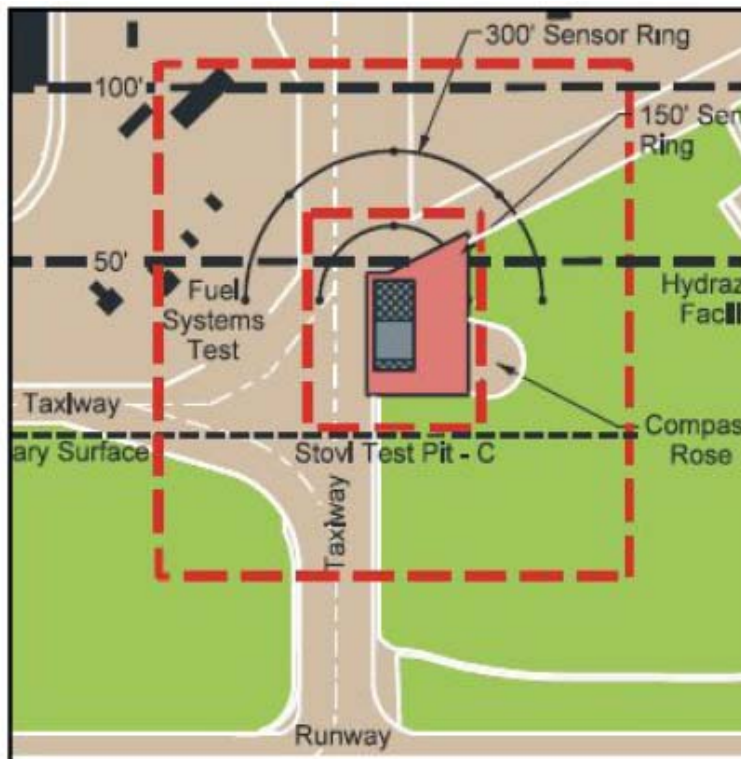 300' Sensor Ring
100'
150' Sen
Ring
50'
Fuel
Systems
Test
Hydraz
Facili
Taxiway
Compas
Rose
ary Surface
Stovl Test Pit - C
Taxiway
Runway